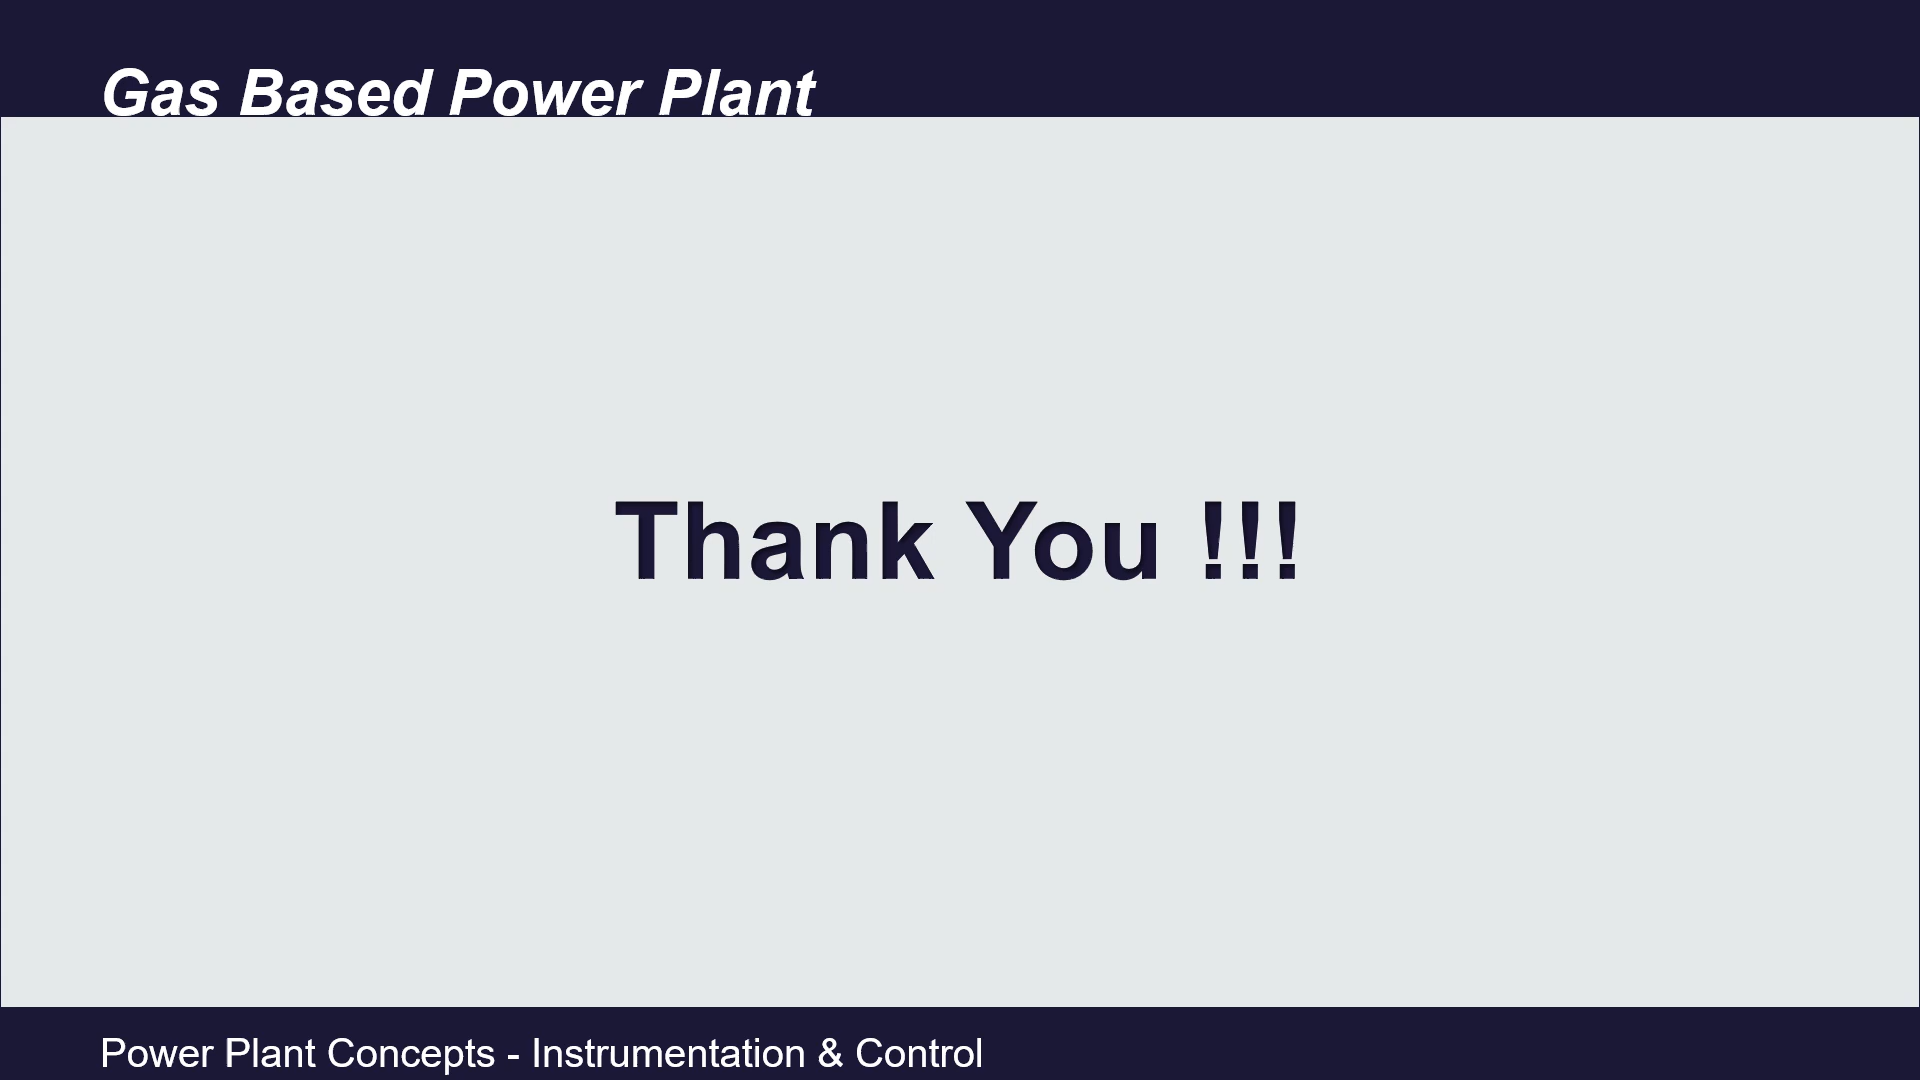 Gas Based Power Plant
Thank You !!!
Power Plant Concepts - Instrumentation & Control